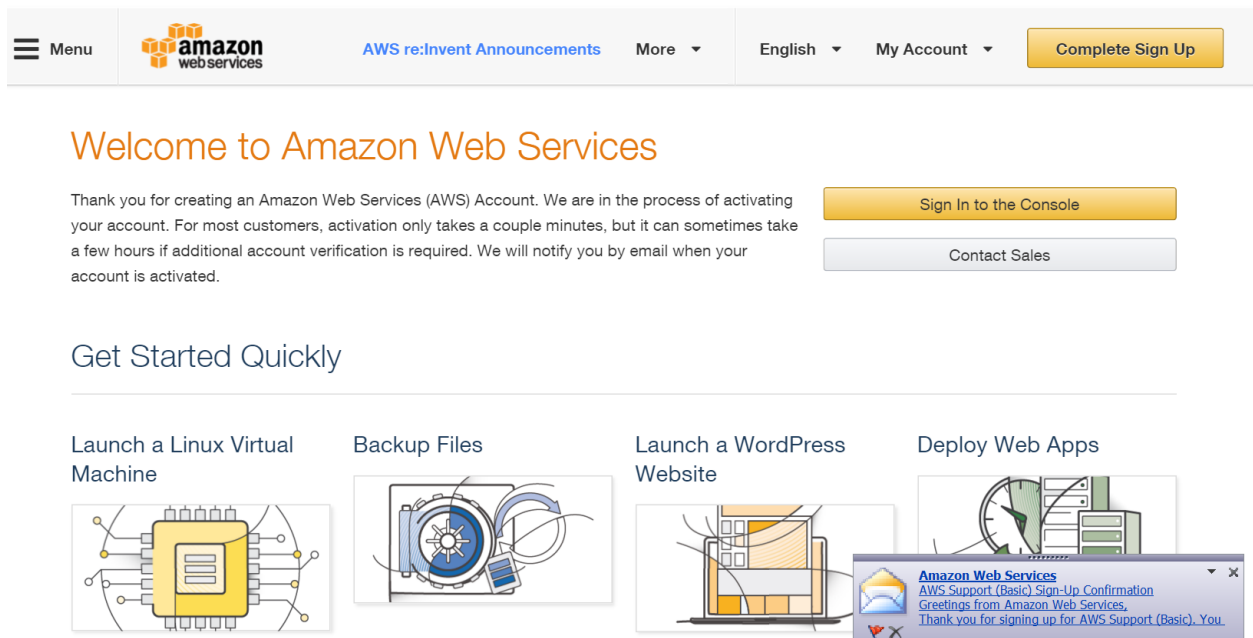 Menu
amazon
webservices
AWS re:Invent Announcements
More
English
My Account
Complete Sign Up
Welcome to Amazon Web Services
Thank you for creating an Amazon Web Services (AWS) Account. We are in the process of activating
your account. For most customers, activation only takes a couple minutes, but it can sometimes take
a few hours if additional account verification is required. We will notify you by email when your
account is activated.
Sign In to the Console
Contact Sales
Get Started Quickly
Launch a Linux Virtual
Machine
Backup Files
Launch a WordPress
Website
Deploy Web Apps
Amazon Web Services
AWS Support (Basic) Sign-Up Confirmation
Greetings from Amazon Web Services,
Thank you for signing up for AWS Support (Basic). You